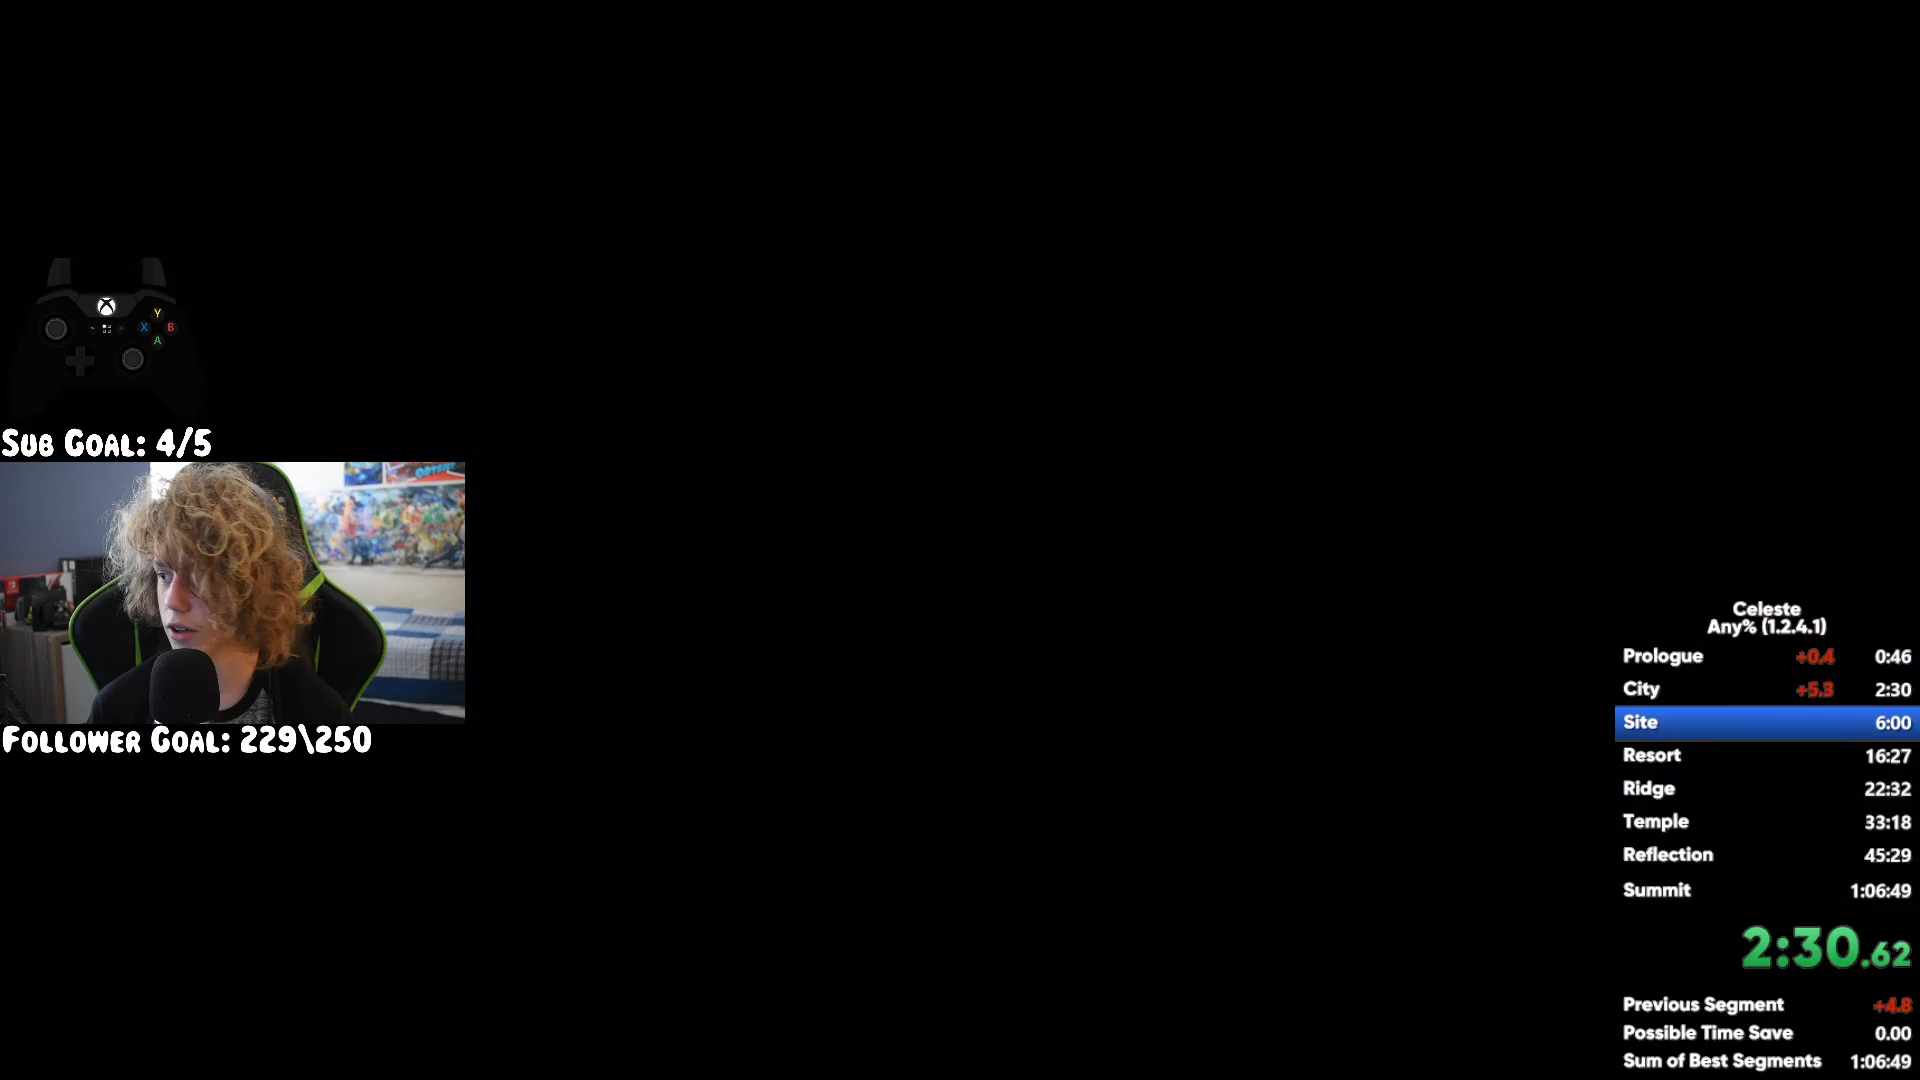 Y
X B
A
Sub Goal: 4/5
Follower Goal: 229\250
Celeste
Any% (1.2.4.1)
Prologue +0.4 0:46
City +5.3 2:30
Site 6:00
Resort 16:27
Ridge 22:32
Temple 33:18
Reflection 45:29
Summit 1:06:49
2:30.62
Previous Segment +4.8
Possible Time Save 0.00
Sum of Best Segments 1:06:49